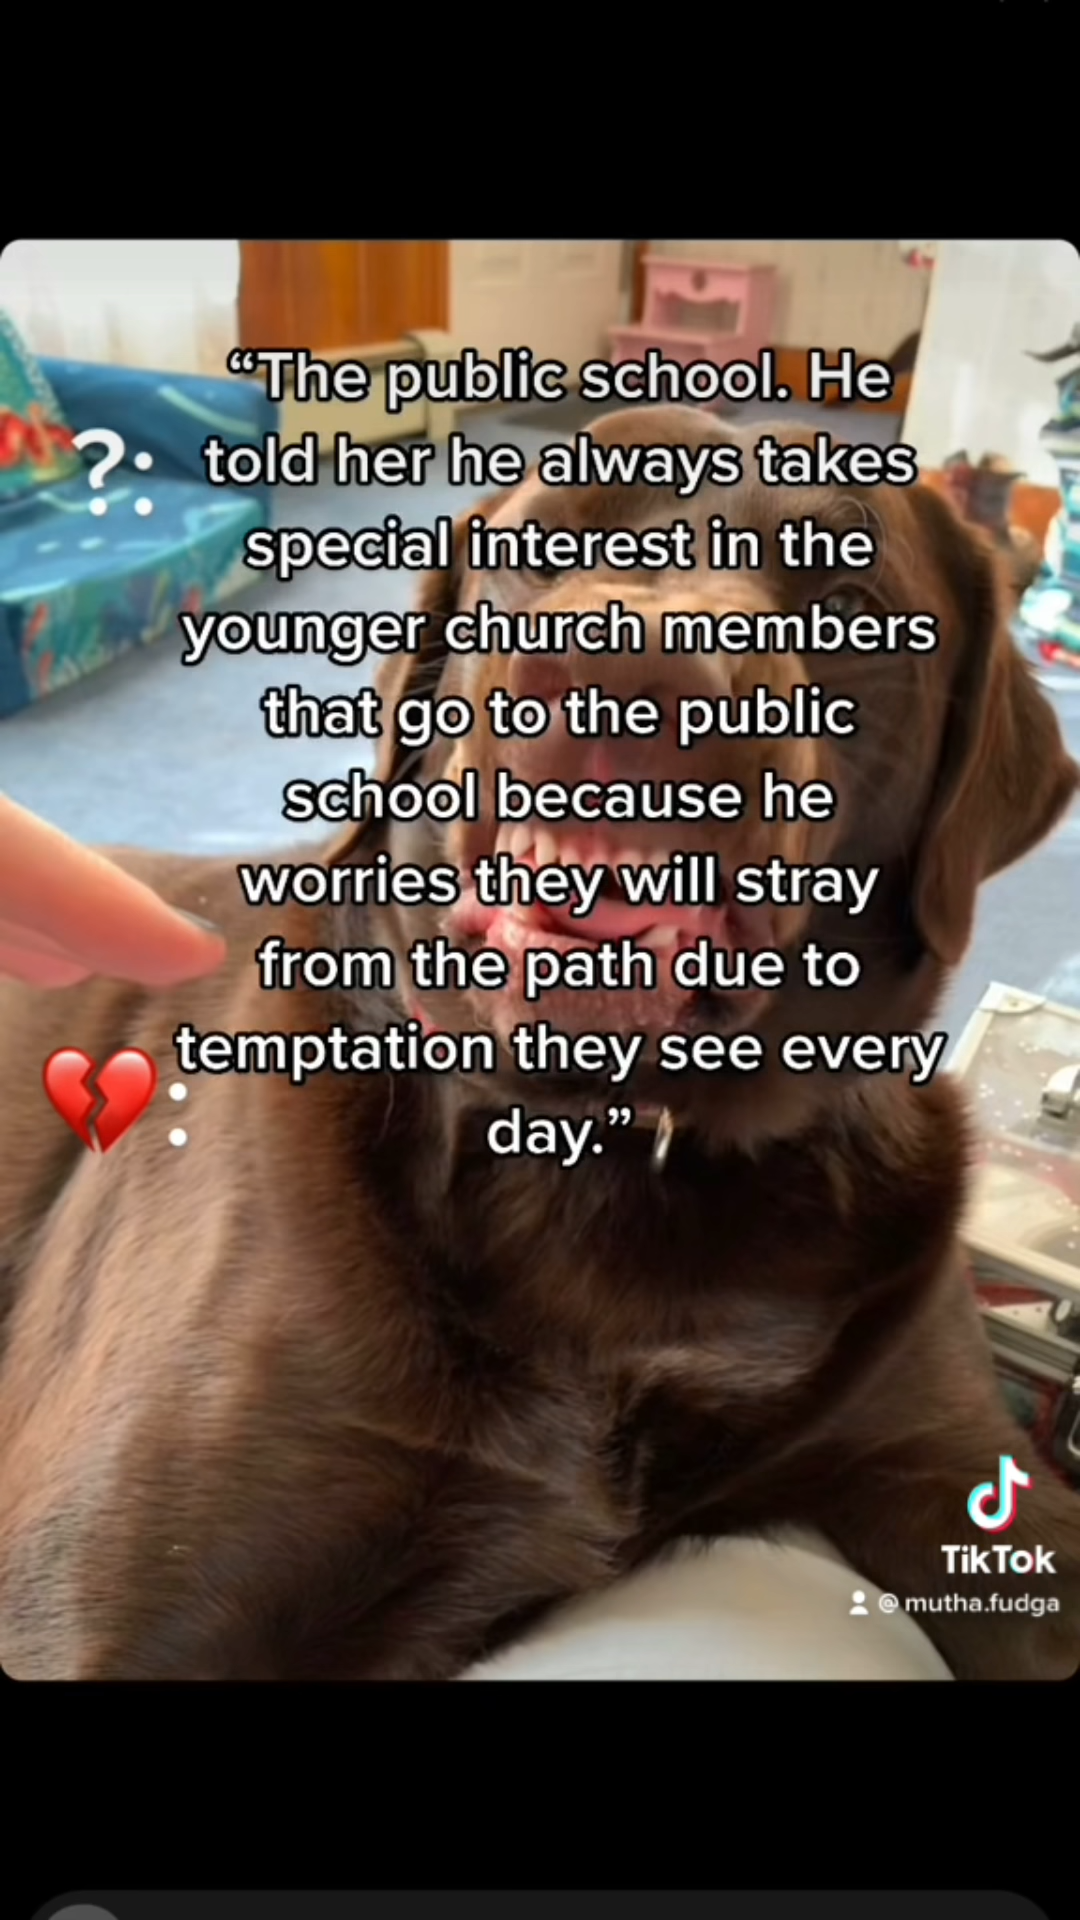 “The public school. He
?: told her he always takes
special interest in the
younger church members
that go to the public
school because he
worries they will stray
from the path due to
💔: temptation they see every
day.”
TikTok
@mutha.fudga